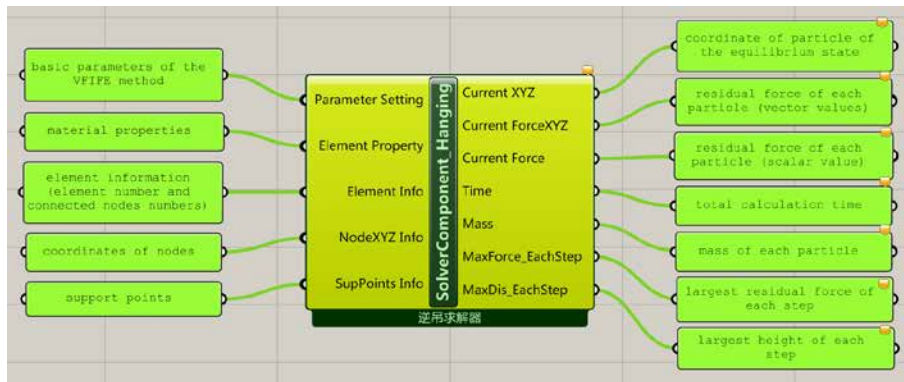 basic parameters of the
VFIFE method
material properties
element information
(element number and
connected nodes numbers)
coordinates of nodes
support points
Parameter Setting
Element Property
Element Info
NodeXYZ Info
SupPoints Info
SolverComponent_Hanging
Current XYZ
Current ForceXYZ
Current Force
Time
Mass
MaxForce_EachStep
MaxDis_EachStep
逆吊求解器
coordinate of particle of
the equilibrium state
residual force of each
particle (vector values)
residual force of each
particle (scalar value)
total calculation time
mass of each particle
largest residual force of
each step
largest height of each
step